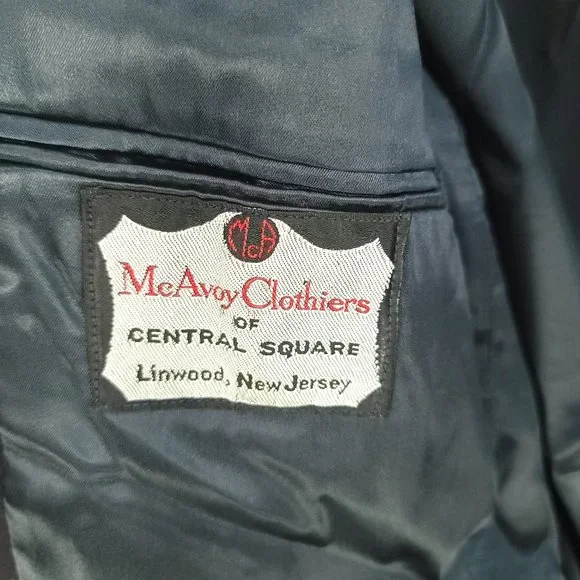 McA
McAvoy Clothiers
OF
CENTRAL SQUARE
Linwood, New Jersey